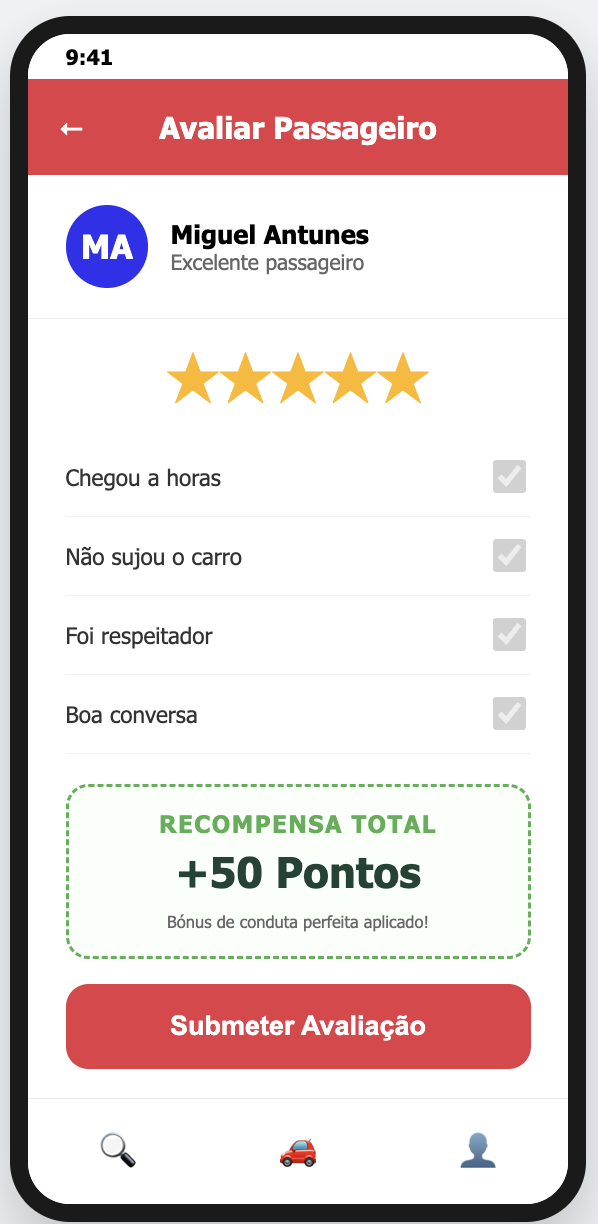 9:41
← Avaliar Passageiro
MA
Miguel Antunes
Excelente passageiro
Chegou a horas
Não sujou o carro
Foi respeitador
Boa conversa
RECOMPENSA TOTAL
+50 Pontos
Bónus de conduta perfeita aplicado!
Submeter Avaliação